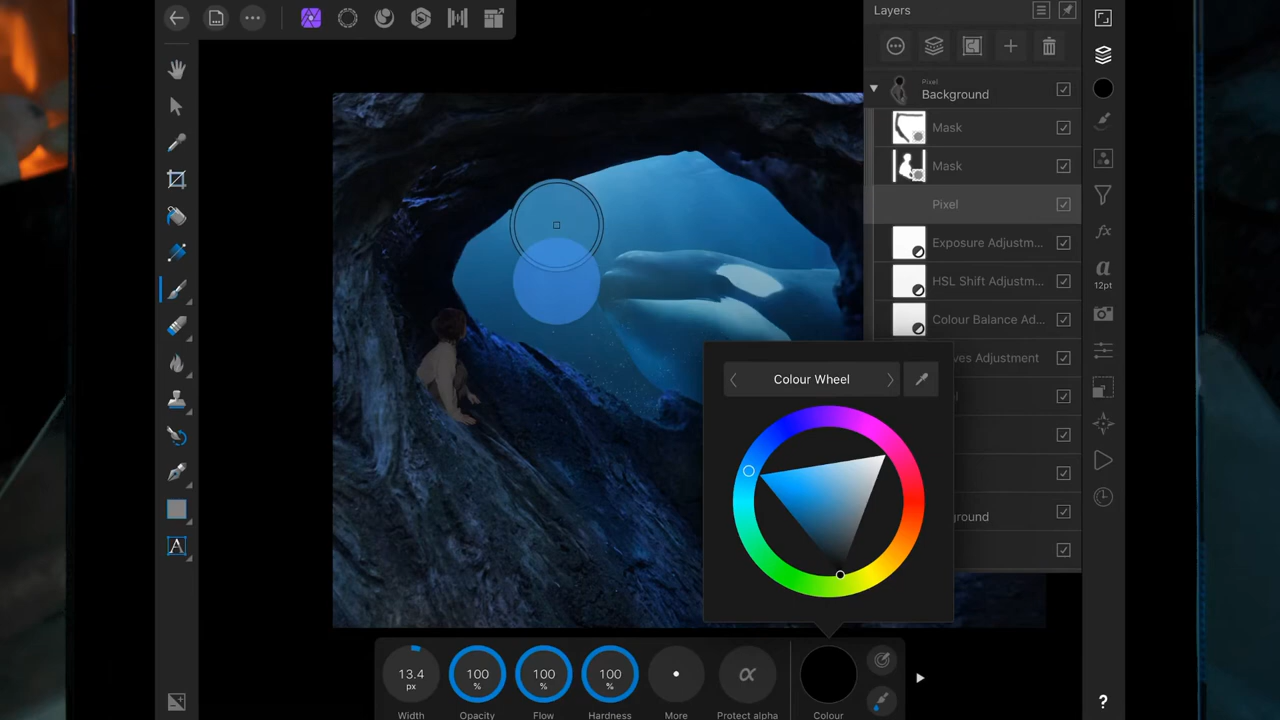 Layers
Pixel
Background
Mask
Mask
Pixel
Exposure Adjustm...
HSL Shift Adjustm...
Colour Balance Ad...
ves Adjustment
Colour Wheel
ground
A
a
12pt
fx
?
13.4
px
100
%
100
%
100
%
α
Width
Opacity
Flow
Hardness
More
Protect alpha
Colour